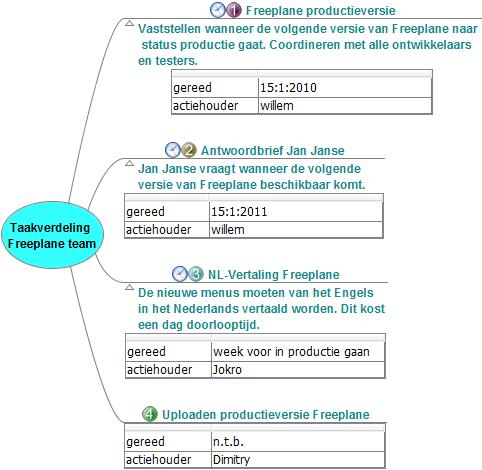 1 Freeplane productieversie
Vaststellen wanneer de volgende versie van Freeplane naar
status productie gaat. Coordineren met alle ontwikkelaars
en testers.
gereed 15:1:2010
actiehouder willem
2 Antwoordbrief Jan Janse
Jan Janse vraagt wanneer de volgende
versie van Freeplane beschikbaar komt.
gereed 15:1:2011
actiehouder willem
Taakverdeling
Freeplane team
3 NL-Vertaling Freeplane
De nieuwe menus moeten van het Engels
in het Nederlands vertaald worden. Dit kost
een dag doorlooptijd.
gereed week voor in productie gaan
actiehouder Jokro
4 Uploaden productieversie Freeplane
gereed n.t.b.
actiehouder Dimitry